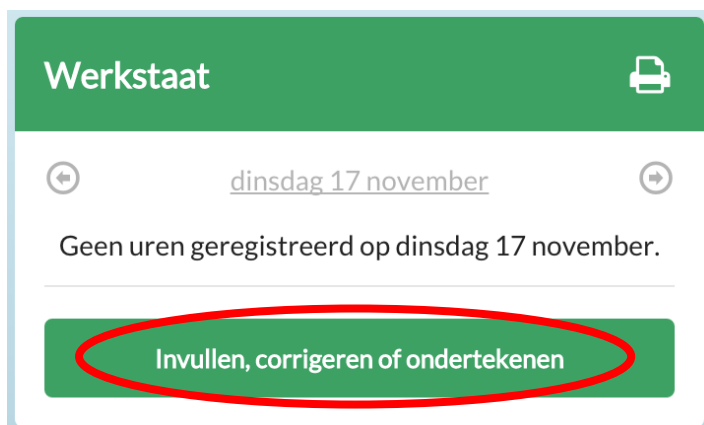 Werkstaat
dinsdag 17 november
Geen uren geregistreerd op dinsdag 17 november.
Invullen, corrigeren of ondertekenen